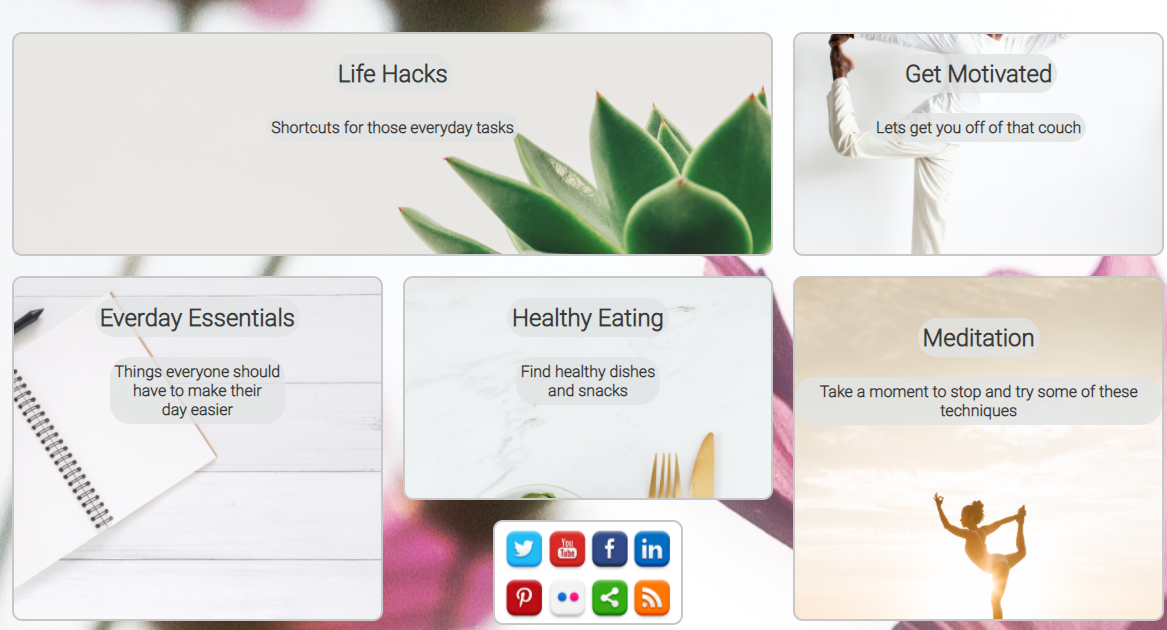 Life Hacks
Shortcuts for those everyday tasks
Get Motivated
Lets get you off of that couch
Everday Essentials
Things everyone should
have to make their
day easier
Healthy Eating
Find healthy dishes
and snacks
Meditation
Take a moment to stop and try some of these
techniques
You
Tube
f
in